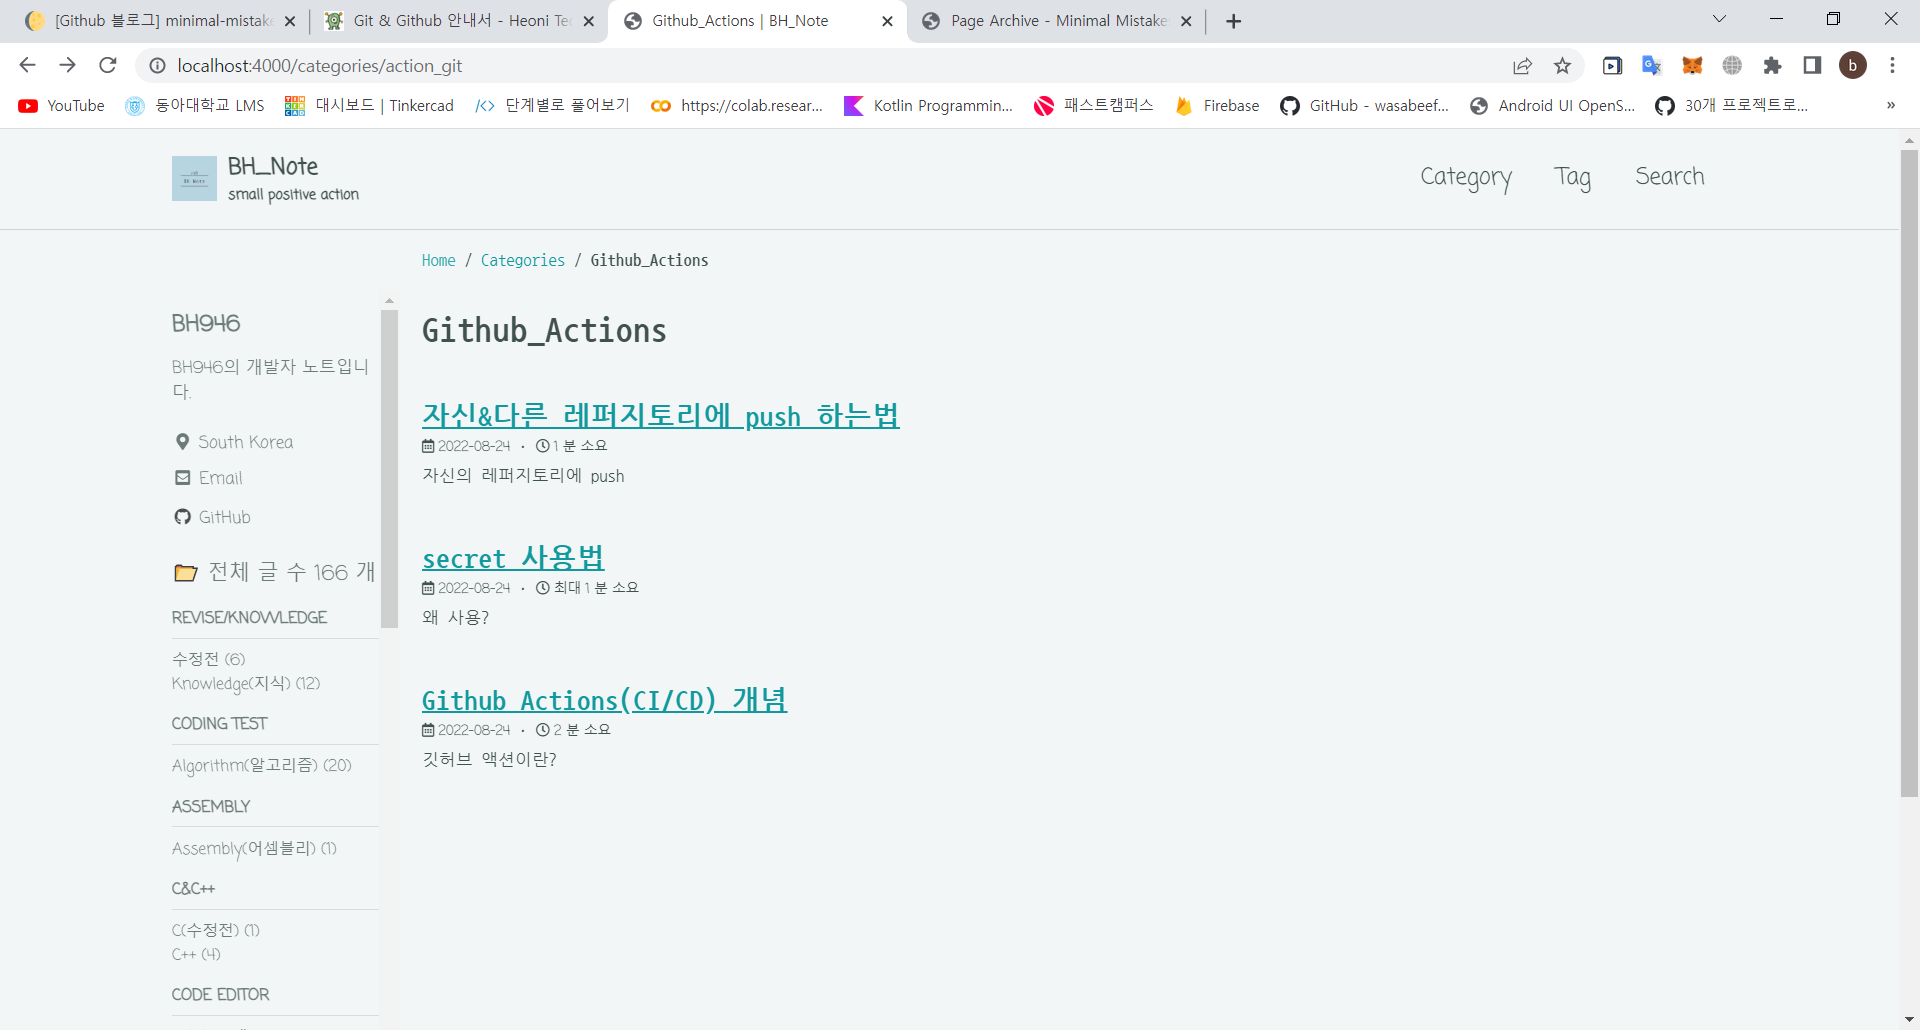 [Github 블로그] minimal-mistake
Git & Github 안내서 - Heoni Te
Github_Actions | BH_Note
Page Archive - Minimal Mistake
localhost:4000/categories/action_git
b
YouTube
동아대학교 LMS
대시보드 | Tinkercad
단계별로 풀어보기
https://colab.resear...
Kotlin Programmin...
패스트캠퍼스
Firebase
GitHub - wasabeef...
Android UI OpenS...
30개 프로젝트로...
»
BH_Note
small positive action
Category
Tag
Search
Home / Categories / Github_Actions
BH946
BH946의 개발자 노트입니
다.
South Korea
Email
GitHub
전체 글 수 166 개
REVISE/KNOWLEDGE
수정전 (6)
Knowledge(지식) (12)
CODING TEST
Algorithm(알고리즘) (20)
ASSEMBLY
Assembly(어셈블리) (1)
C&C++
C(수정전) (1)
C++ (4)
CODE EDITOR
Github_Actions
자신&다른 레퍼지토리에 push 하는법
2022-08-24 • 1 분 소요
자신의 레퍼지토리에 push
secret 사용법
2022-08-24 • 최대 1 분 소요
왜 사용?
Github Actions(CI/CD) 개념
2022-08-24 • 2 분 소요
깃허브 액션이란?